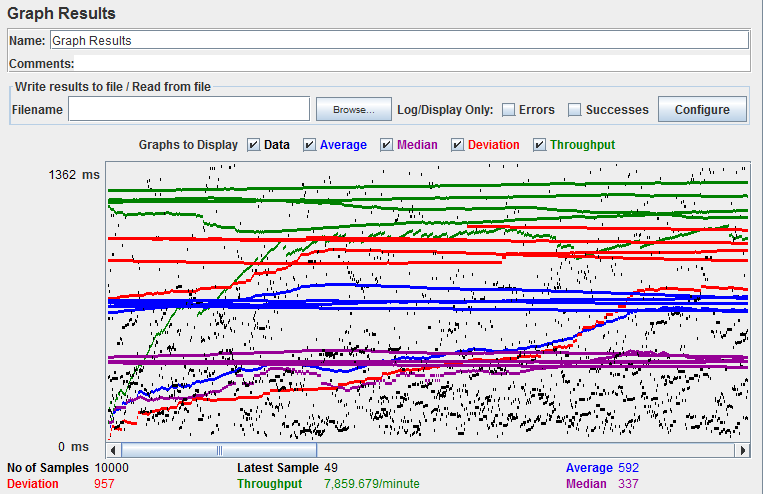 Graph Results
Name: Graph Results
Comments:
Write results to file / Read from file
Filename Browse... Log/Display Only: Errors Successes Configure
Graphs to Display Data Average Median Deviation Throughput
1362 ms
0 ms
No of Samples 10000 Latest Sample 49 Average 592
Deviation 957 Throughput 7,859.679/minute Median 337